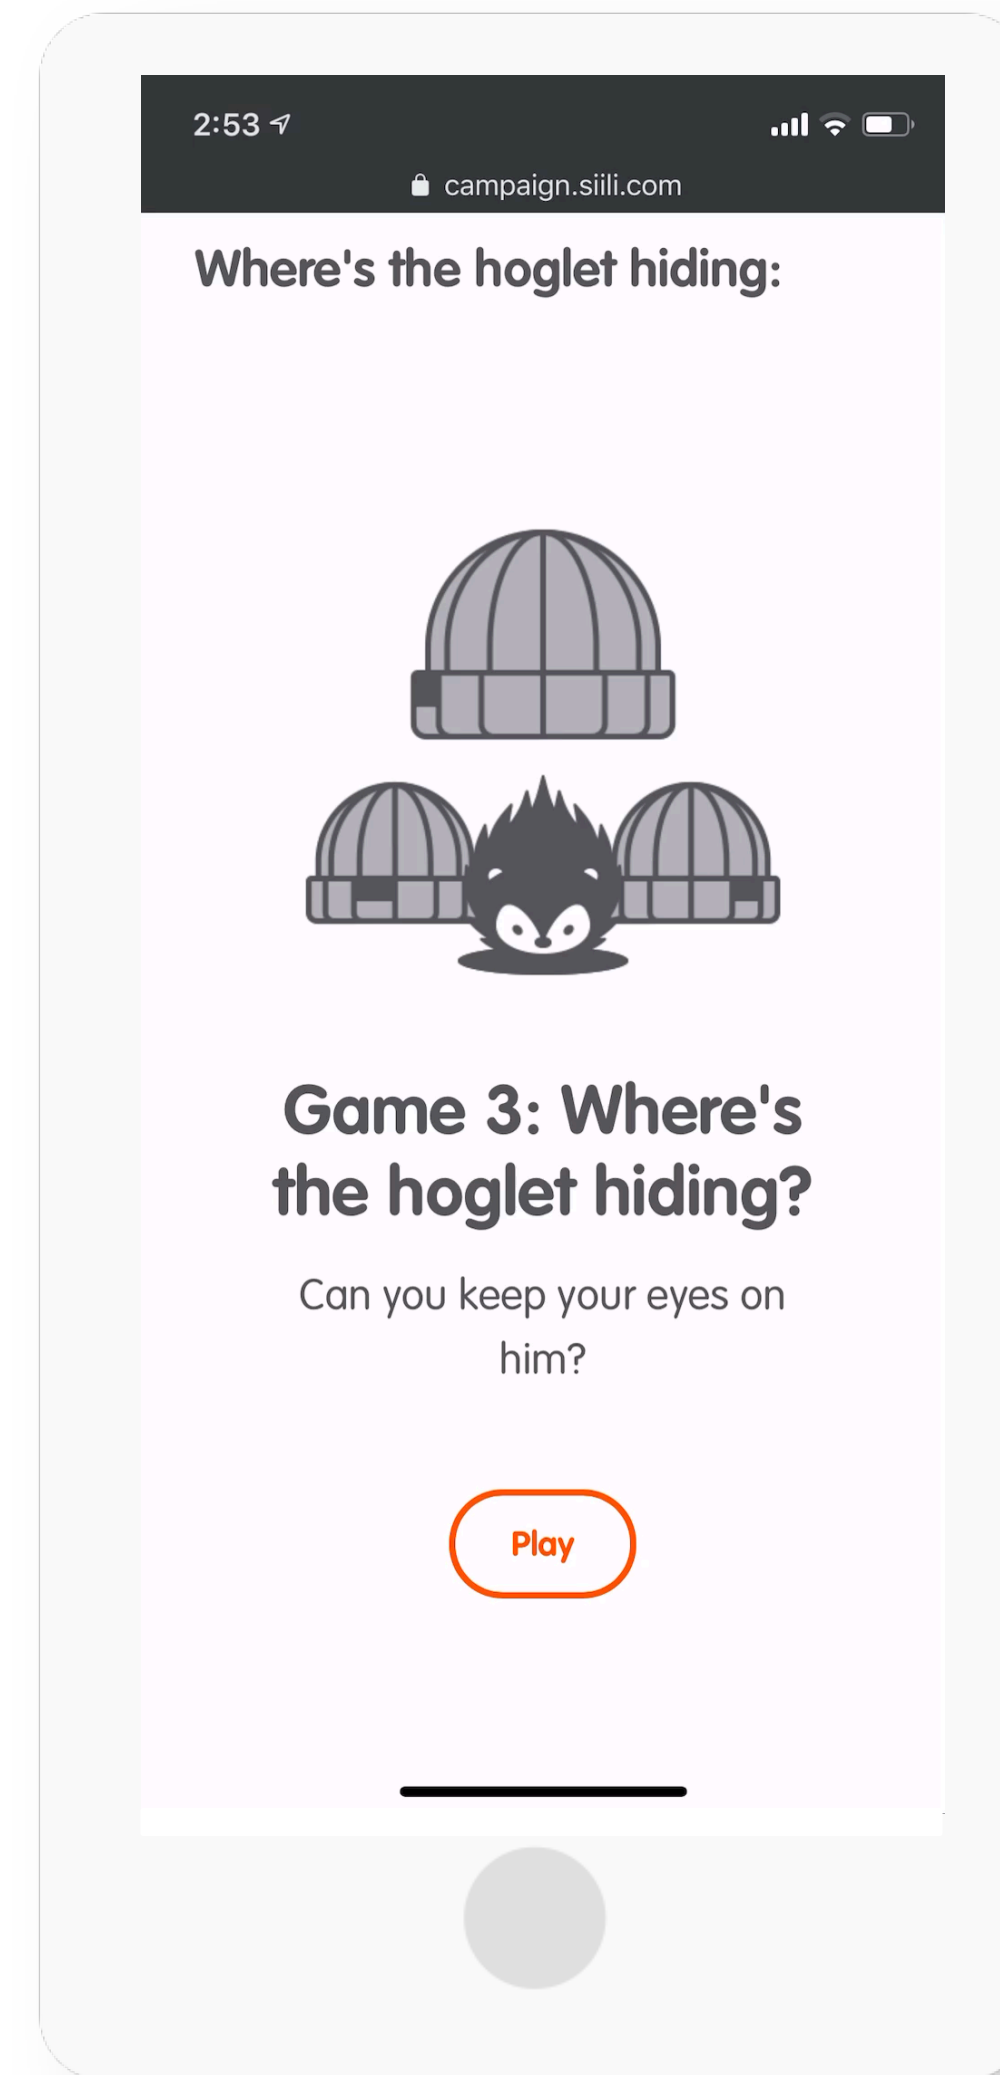 2:53
campaign.siili.com
Where's the hoglet hiding:
Game 3: Where's
the hoglet hiding?
Can you keep your eyes on
him?
Play